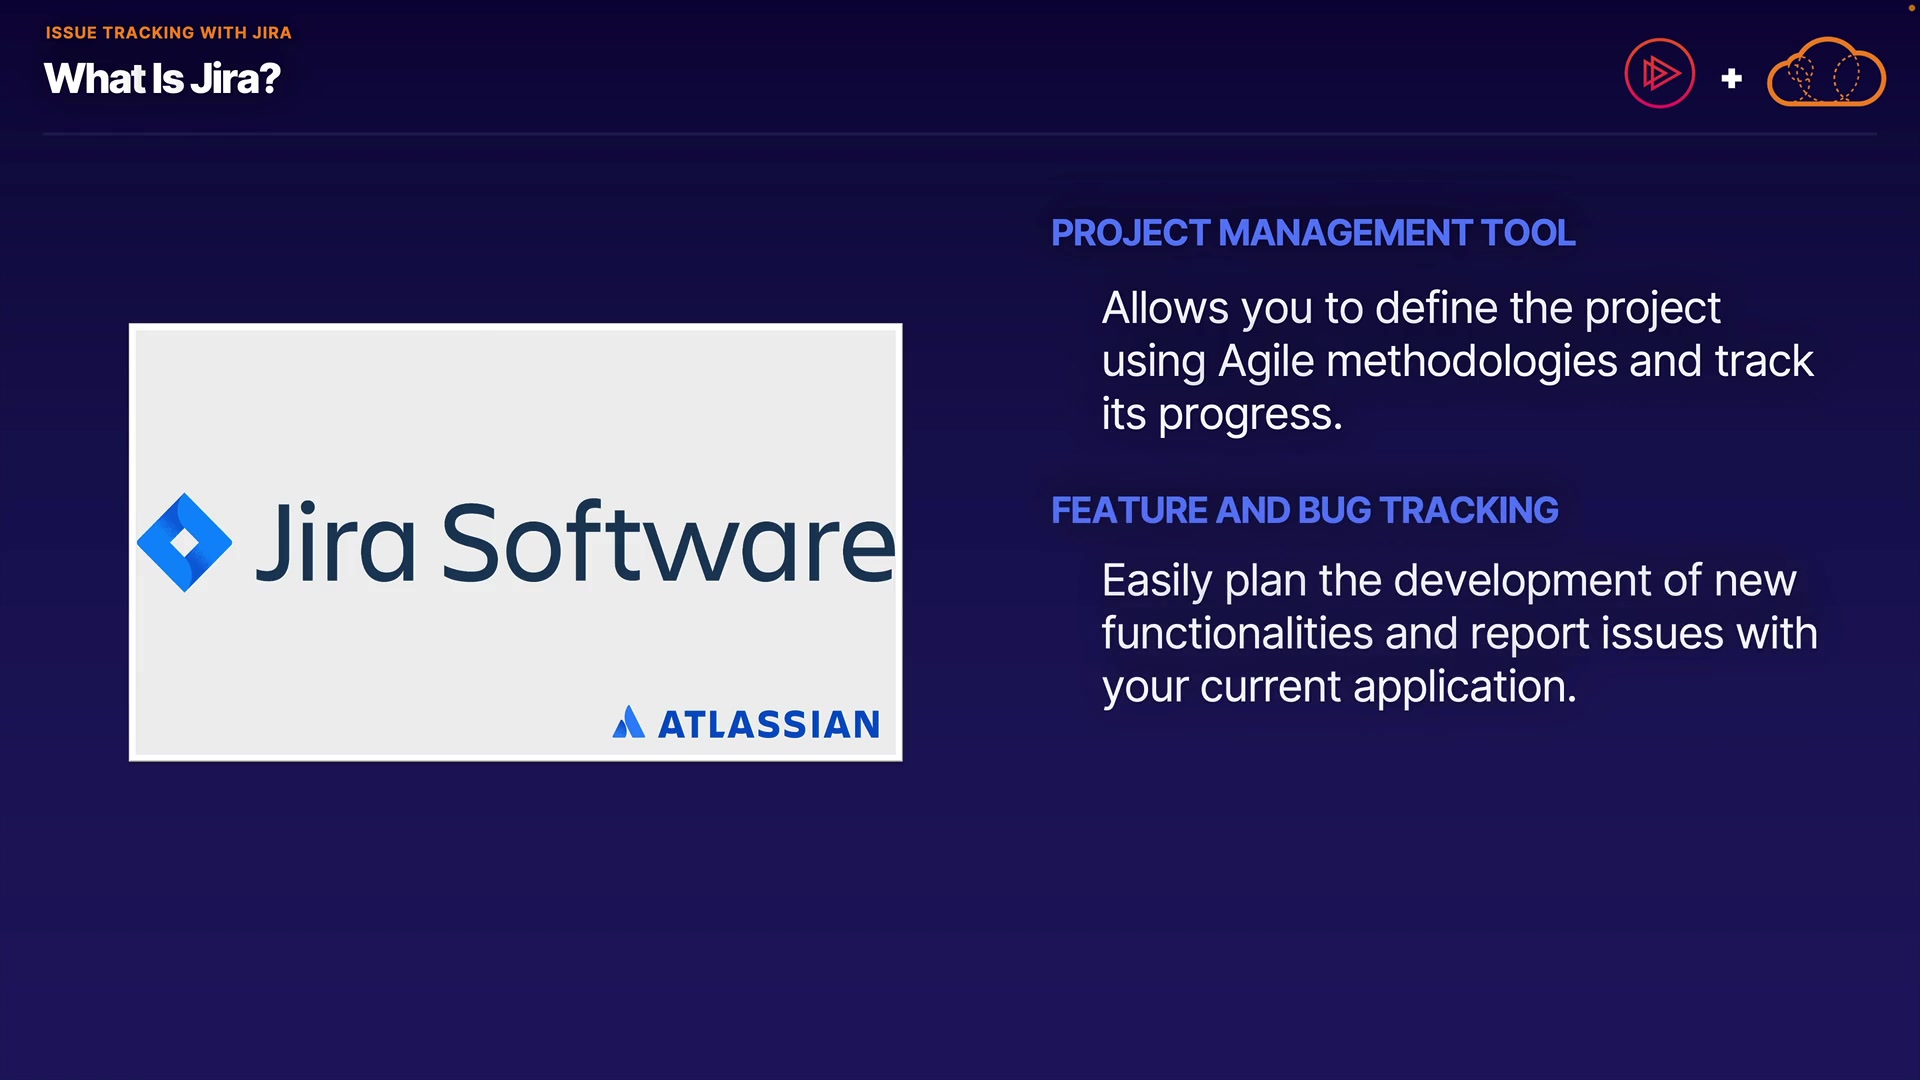 ISSUE TRACKING WITH JIRA
What Is Jira?
+
PROJECT MANAGEMENT TOOL
Allows you to define the project
using Agile methodologies and track
its progress.
FEATURE AND BUG TRACKING
Easily plan the development of new
functionalities and report issues with
your current application.
Jira Software
ATLASSIAN